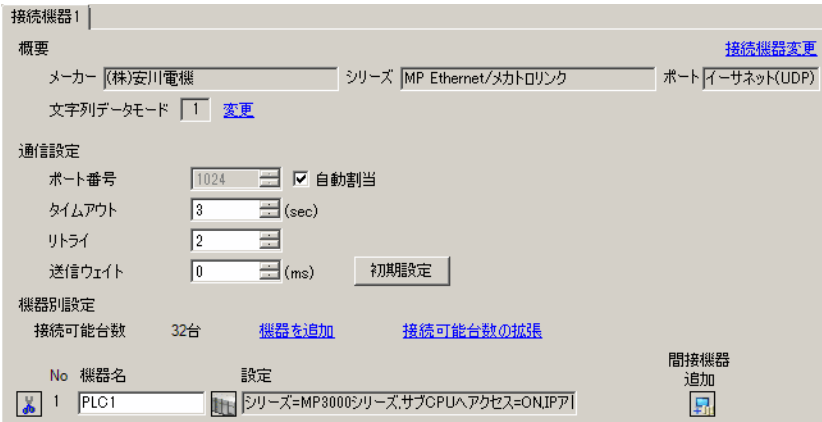 接続機器1
概要
接続機器変更
メーカー (株)安川電機 シリーズ MP Ethernet/メカトロリンク ポート イーサネット(UDP)
文字列データモード 1 変更
通信設定
ポート番号 1024 自動割当
タイムアウト 3 (sec)
リトライ 2
送信ウェイト 0 (ms) 初期設定
機器別設定
接続可能台数 32台 機器を追加 接続可能台数の拡張
間接機器
追加
No 機器名 設定
1 PLC1 シリーズ=MP3000シリーズ,サブCPUへアクセス=ON,IPア